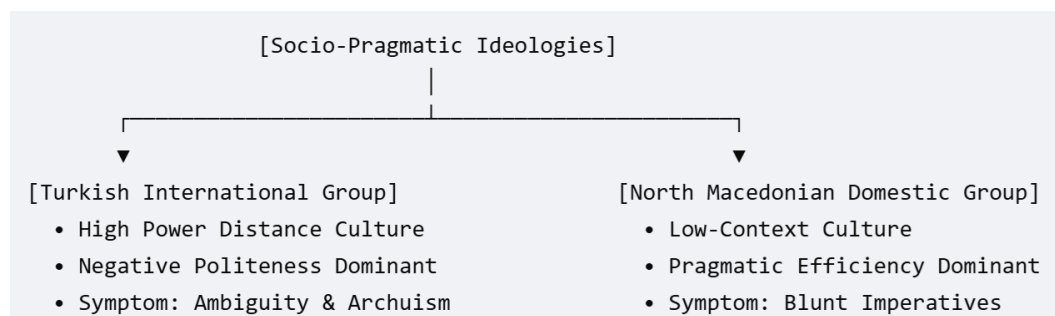 [Socio-Pragmatic Ideologies]
[Turkish International Group] [North Macedonian Domestic Group]
• High Power Distance Culture • Low-Context Culture
• Negative Politeness Dominant • Pragmatic Efficiency Dominant
• Symptom: Ambiguity & Archuism • Symptom: Blunt Imperatives